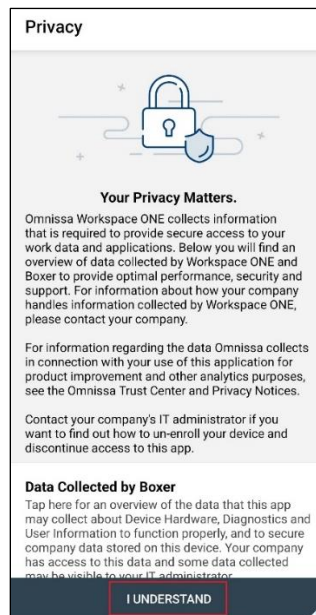 Privacy
Your Privacy Matters.
Omnissa Workspace ONE collects information
that is required to provide secure access to your
work data and applications. Below you will find an
overview of data collected by Workspace ONE and
Boxer to provide optimal performance, security and
support. For information about how your company
handles information collected by Workspace ONE,
please contact your company.
For information regarding the data Omnissa collects
in connection with your use of this application for
product improvement and other analytics purposes,
see the Omnissa Trust Center and Privacy Notices.
Contact your company's IT administrator if you
want to find out how to un-enroll your device and
discontinue access to this app.
Data Collected by Boxer
Tap here for an overview of the data that this app
may collect about Device Hardware, Diagnostics and
User Information to function properly, and to secure
company data stored on this device. Your company
has access to this data and some data collected
may be visible to your IT administrator
I UNDERSTAND